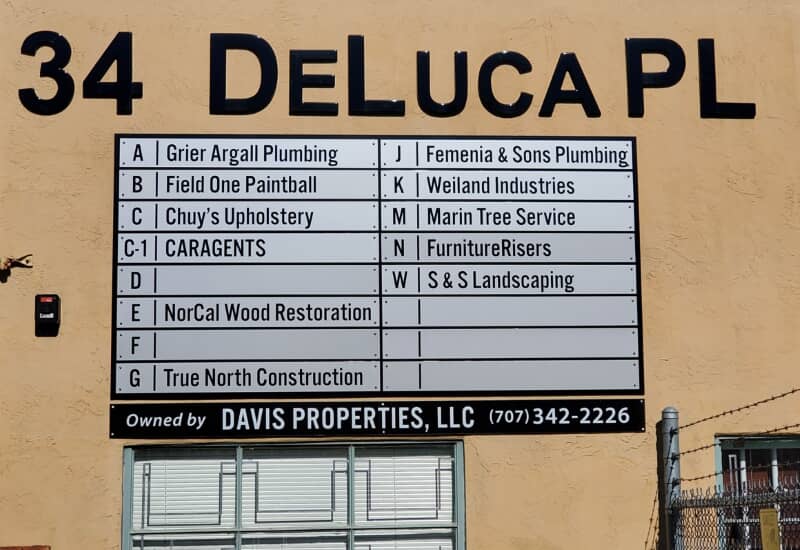 34 DELUCA PL
A Grier Argall Plumbing
B Field One Paintball
C Chuy's Upholstery
C-1 CARAGENTS
D
E NorCal Wood Restoration
F
G True North Construction
J Femenia & Sons Plumbing
K Weiland Industries
M Marin Tree Service
N FurnitureRisers
W S & S Landscaping
Owned by DAVIS PROPERTIES, LLC (707) 342-2226